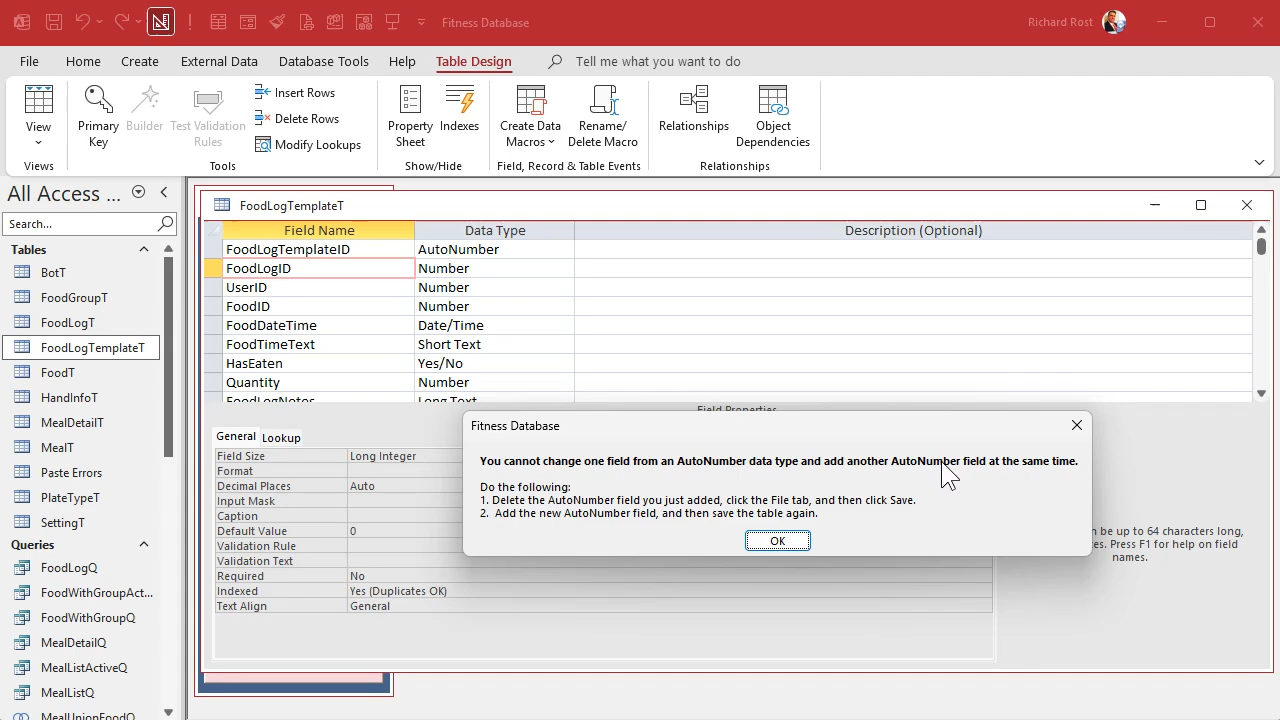 Fitness Database
Richard Rost
File Home Create External Data Database Tools Help Table Design Tell me what you want to do
View
Primary Key
Builder
Test Validation Rules
Insert Rows
Delete Rows
Modify Lookups
Property Sheet
Indexes
Create Data Macros
Rename/ Delete Macro
Relationships
Object Dependencies
Views Tools Show/Hide Field, Record & Table Events Relationships
All Access ...
Search...
Tables
BotT
FoodGroupT
FoodLogT
FoodLogTemplateT
FoodT
HandInfoT
MealDetailT
MealT
Paste Errors
PlateTypeT
SettingT
Queries
FoodLogQ
FoodWithGroupAct...
FoodWithGroupQ
MealDetailQ
MealListActiveQ
MealListQ
MealUnionFoodQ
FoodLogTemplateT
Field Name Data Type Description (Optional)
FoodLogTemplateID AutoNumber
FoodLogID Number
UserID Number
FoodID Number
FoodDateTime Date/Time
FoodTimeText Short Text
HasEaten Yes/No
Quantity Number
FoodLogNotes Long Text
Field Properties
General Lookup
Field Size Long Integer
Format
Decimal Places Auto
Input Mask
Caption
Default Value 0
Validation Rule
Validation Text
Required No
Indexed Yes (Duplicates OK)
Text Align General
Fitness Database
You cannot change one field from an AutoNumber data type and add another AutoNumber field at the same time.
Do the following:
1. Delete the AutoNumber field you just added, click the File tab, and then click Save.
2. Add the new AutoNumber field, and then save the table again.
OK
be up to 64 characters long,
Press F1 for help on field
names.